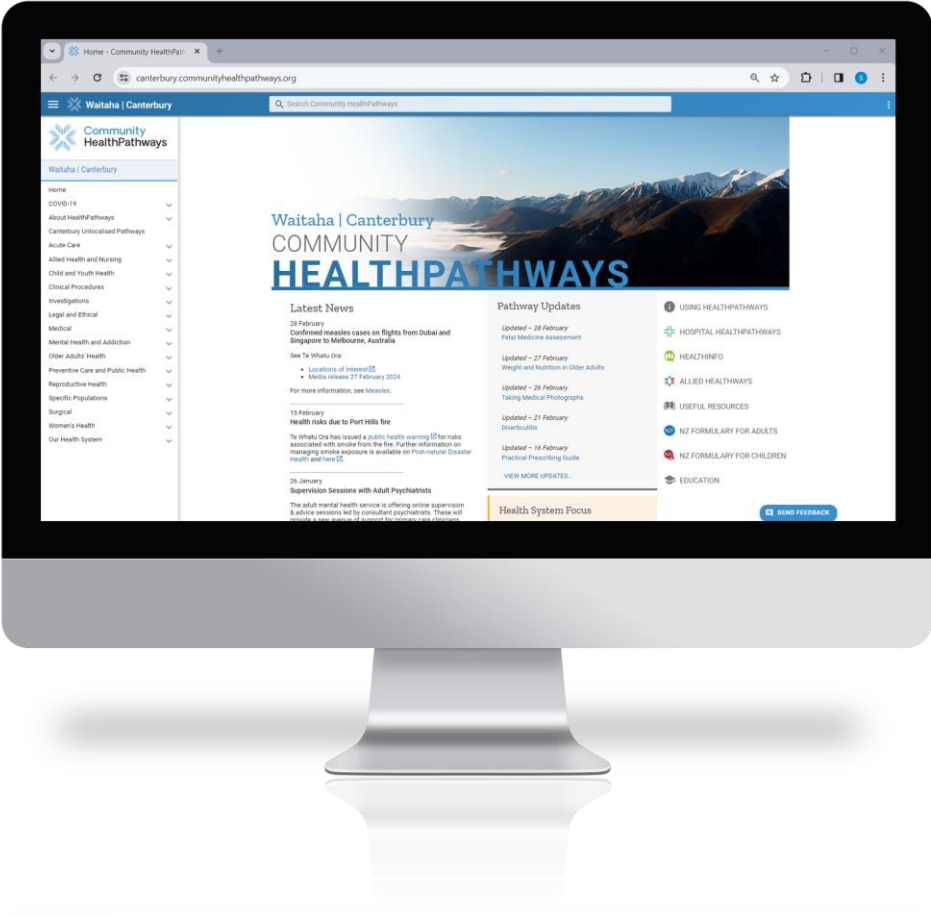 Home - Community HealthPat
canterbury.communityhealthpathways.org
S
Waitaha | Canterbury
Search Community HealthPathways
Community
HealthPathways
Waitaha | Canterbury
Home
COVID-19
About HealthPathways
Canterbury Unlocalised Pathways
Acute Care
Allied Health and Nursing
Child and Youth Health
Clinical Procedures
Investigations
Legal and Ethical
Medical
Mental Health and Addiction
Older Adults' Health
Preventive Care and Public Health
Reproductive Health
Specific Populations
Surgical
Women's Health
Our Health System
Waitaha | Canterbury
COMMUNITY
HEALTHPATHWAYS
Latest News
28 February
Confirmed measles cases on flights from Dubai and
Singapore to Melbourne, Australia
See Te Whatu Ora:
Locations of interest
Media release 27 February 2024
For more information, see Measles.
15 February
Health risks due to Port Hills fire
Te Whatu Ora has issued a public health warning for risks
associated with smoke from the fire. Further information on
managing smoke exposure is available on Post-natural Disaster
Health and here.
26 January
Supervision Sessions with Adult Psychiatrists
The adult mental health service is offering online supervision
& advice sessions led by consultant psychiatrists. These will
provide a new avenue of support for primary care clinicians
Pathway Updates
Updated – 28 February
Fetal Medicine Assessment
Updated – 27 February
Weight and Nutrition in Older Adults
Updated – 26 February
Taking Medical Photographs
Updated – 21 February
Diverticulitis
Updated – 16 February
Practical Prescribing Guide
VIEW MORE UPDATES...
Health System Focus
USING HEALTHPATHWAYS
HOSPITAL HEALTHPATHWAYS
HEALTHINFO
ALLIED HEALTHWAYS
USEFUL RESOURCES
NZ FORMULARY FOR ADULTS
NZ FORMULARY FOR CHILDREN
EDUCATION
SEND FEEDBACK